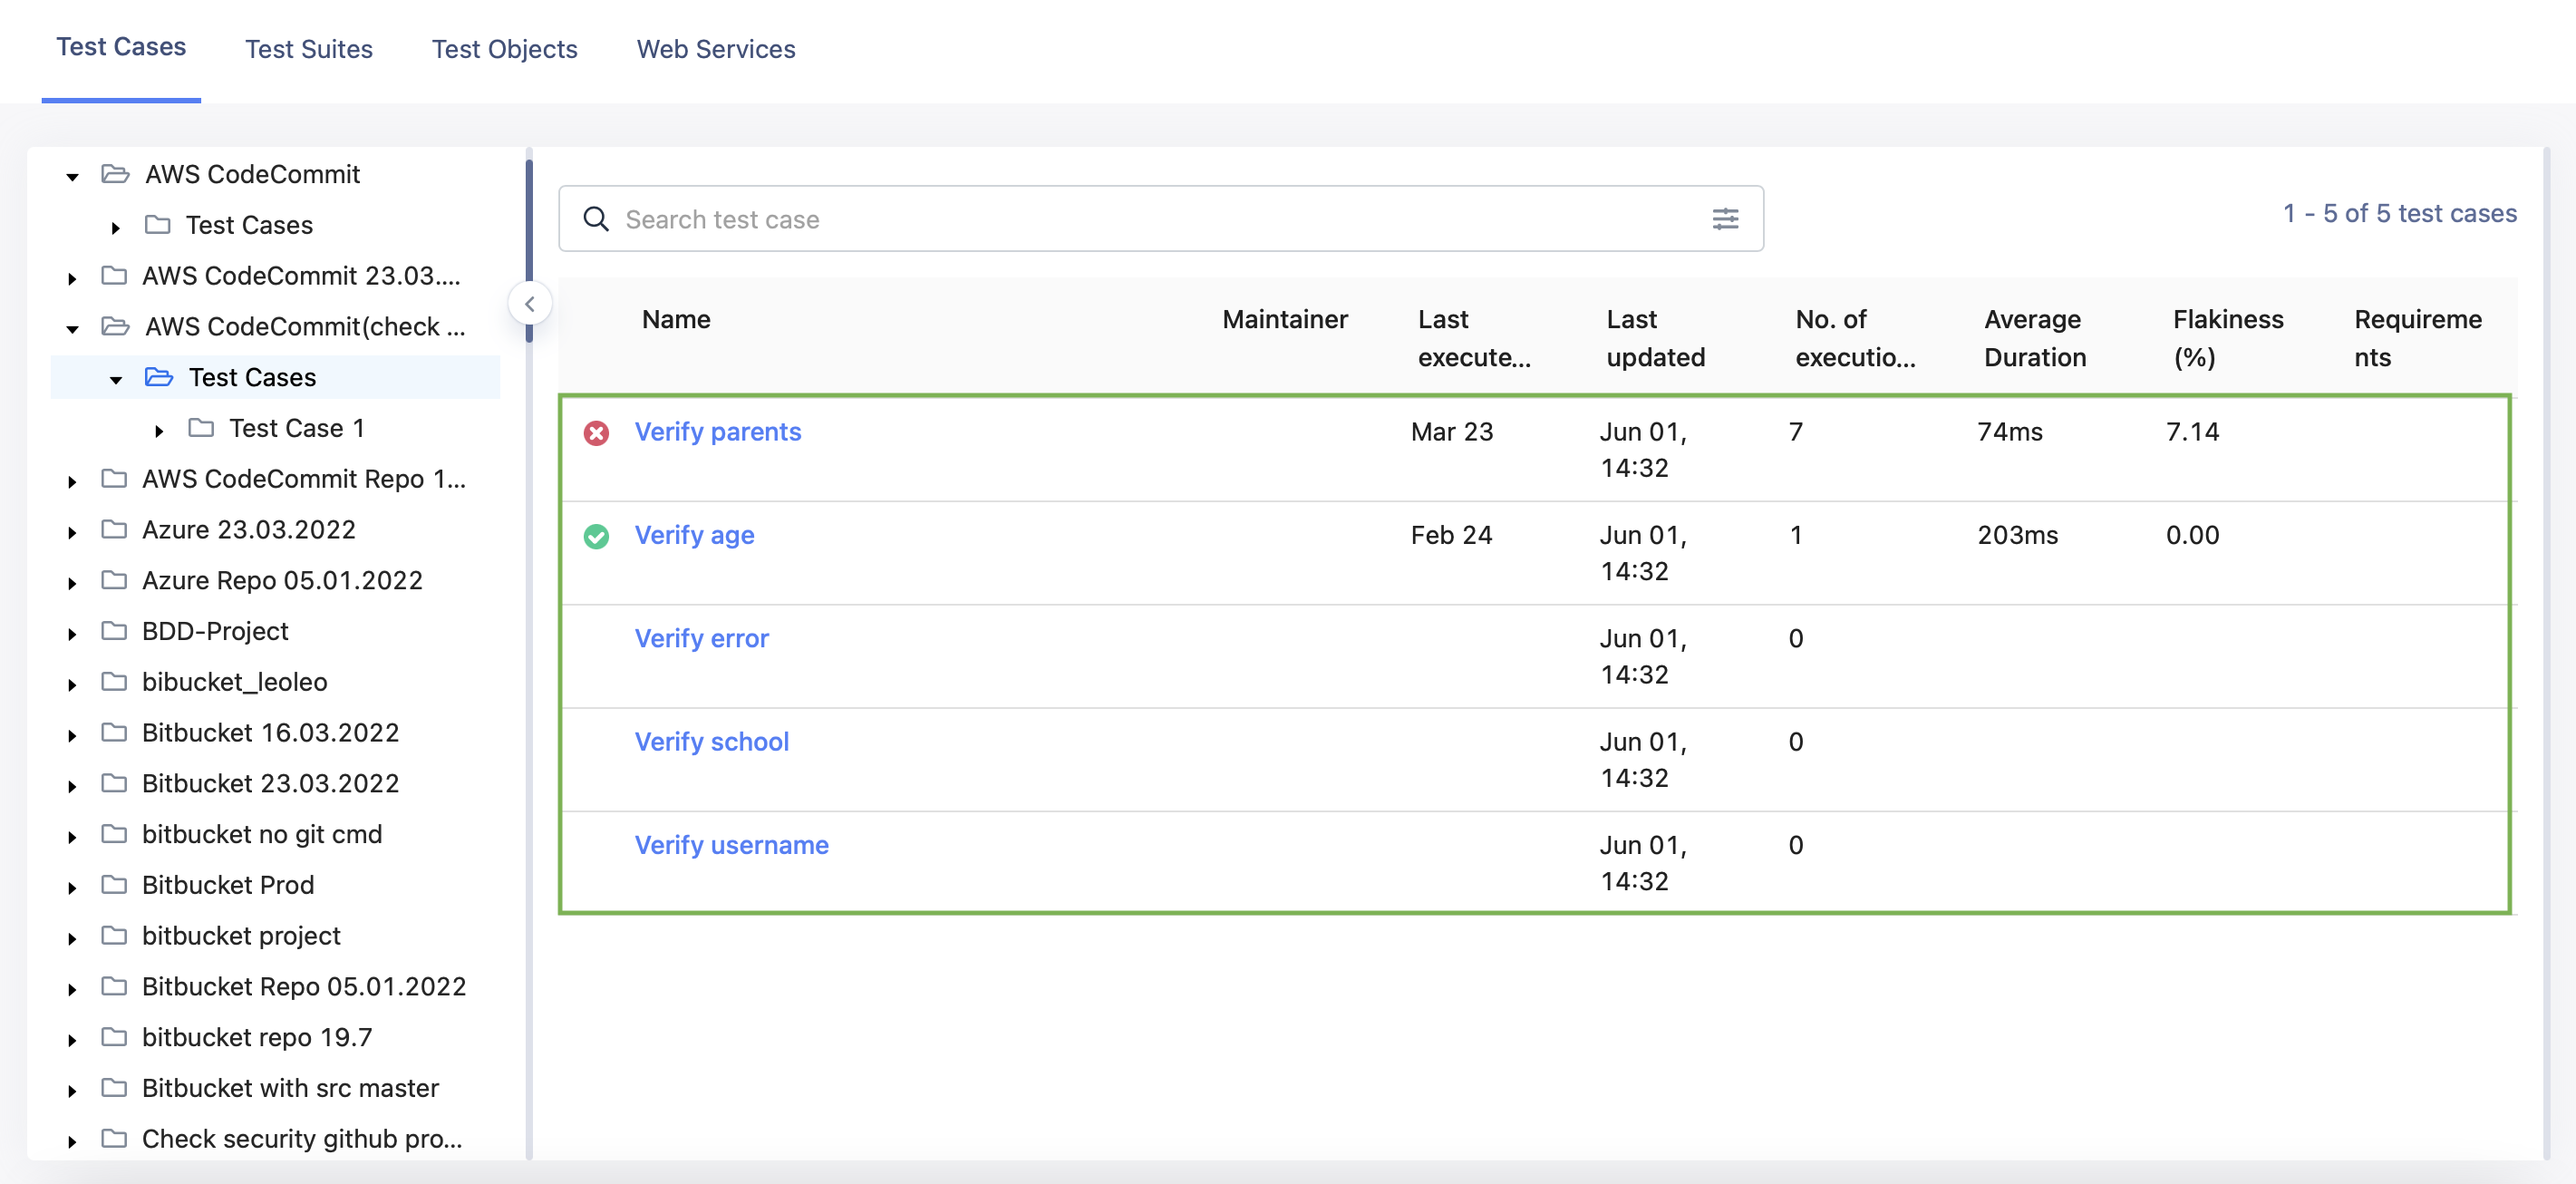 Test Cases
Test Suites
Test Objects
Web Services
AWS CodeCommit
Test Cases
AWS CodeCommit 23.03....
AWS CodeCommit(check ...
Test Cases
Test Case 1
AWS CodeCommit Repo 1...
Azure 23.03.2022
Azure Repo 05.01.2022
BDD-Project
bibucket_leoleo
Bitbucket 16.03.2022
Bitbucket 23.03.2022
bitbucket no git cmd
Bitbucket Prod
bitbucket project
Bitbucket Repo 05.01.2022
bitbucket repo 19.7
Bitbucket with src master
Check security github pro...
Search test case
1 - 5 of 5 test cases
Name
Maintainer
Last
execute...
Last
updated
No. of
executio...
Average
Duration
Flakiness
(%)
Requireme
nts
Verify parents
Mar 23
Jun 01,
14:32
7
74ms
7.14
Verify age
Feb 24
Jun 01,
14:32
1
203ms
0.00
Verify error
Jun 01,
14:32
0
Verify school
Jun 01,
14:32
0
Verify username
Jun 01,
14:32
0